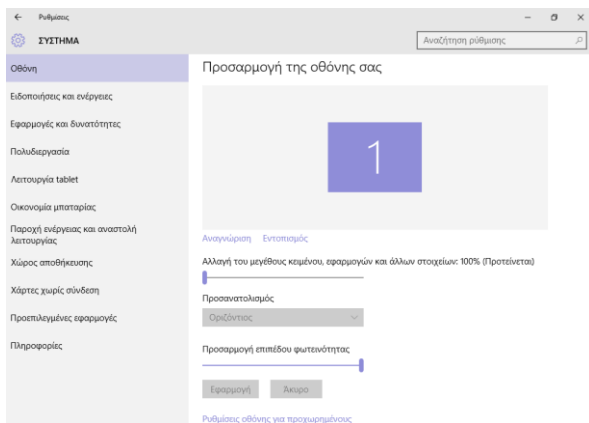 Ρυθμίσεις
ΣΥΣΤΗΜΑ
Αναζήτηση ρύθμισης
Οθόνη
Ειδοποιήσεις και ενέργειες
Εφαρμογές και δυνατότητες
Πολυδιεργασία
Λειτουργία tablet
Οικονομία μπαταρίας
Παροχή ενέργειας και αναστολή
λειτουργίας
Χώρος αποθήκευσης
Χάρτες χωρίς σύνδεση
Προεπιλεγμένες εφαρμογές
Πληροφορίες
Προσαρμογή της οθόνης σας
1
Αναγνώριση Εντοπισμός
Αλλαγή του μεγέθους κειμένου, εφαρμογών και άλλων στοιχείων: 100% (Προτείνεται)
Προσανατολισμός
Οριζόντιος
Προσαρμογή επιπέδου φωτεινότητας
Εφαρμογή Άκυρο
Ρυθμίσεις οθόνης για προχωρημένους